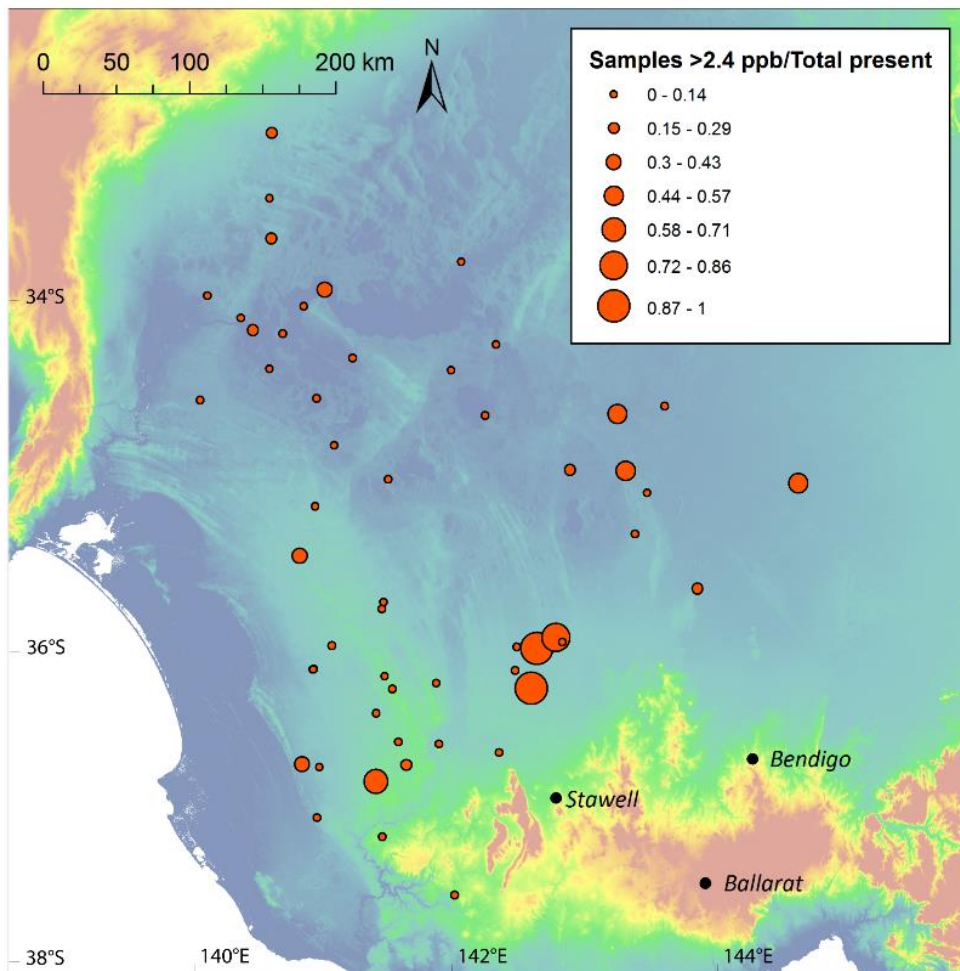 0 50 100 200 km
N
Samples >2.4 ppb/Total present
0 - 0.14
0.15 - 0.29
0.3 - 0.43
0.44 - 0.57
0.58 - 0.71
0.72 - 0.86
0.87 - 1
34°S
36°S
Bendigo
Stawell
Ballarat
38°S
140°E 142°E 144°E